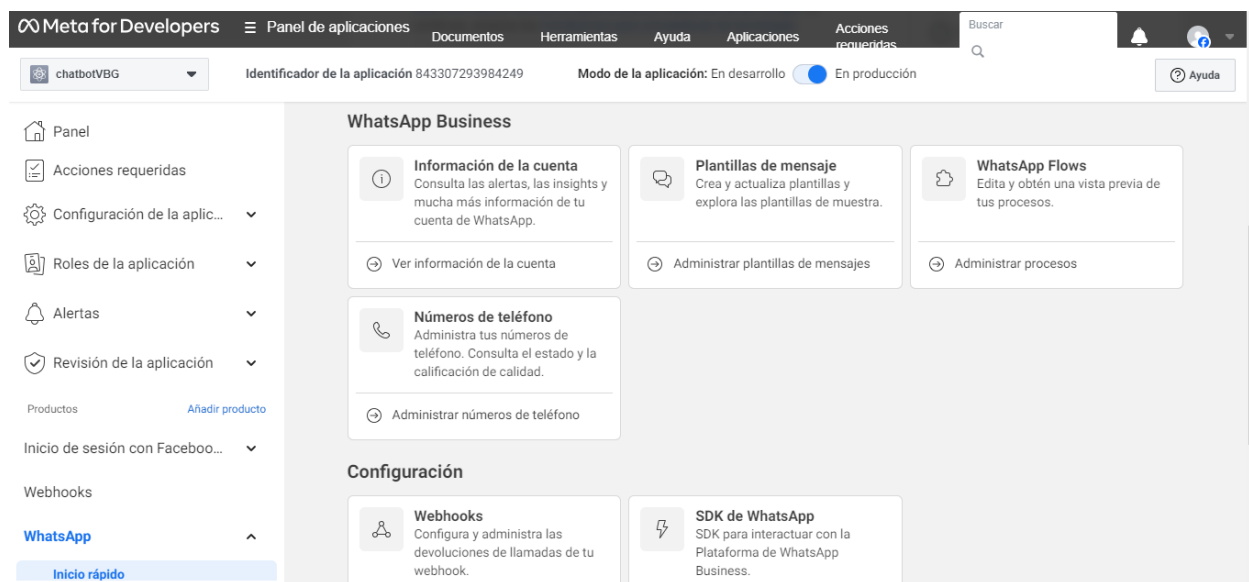 Meta for Developers
Panel de aplicaciones
Documentos
Herramientas
Ayuda
Aplicaciones
Acciones
requeridas
Buscar
chatbotVBG
Identificador de la aplicación 843307293984249
Modo de la aplicación: En desarrollo
En producción
Ayuda
Panel
Acciones requeridas
Configuración de la aplic...
Roles de la aplicación
Alertas
Revisión de la aplicación
Productos
Añadir producto
Inicio de sesión con Faceboo...
Webhooks
WhatsApp
Inicio rápido
WhatsApp Business
Información de la cuenta
Consulta las alertas, las insights y
mucha más información de tu
cuenta de WhatsApp.
Ver información de la cuenta
Plantillas de mensaje
Crea y actualiza plantillas y
explora las plantillas de muestra.
Administrar plantillas de mensajes
WhatsApp Flows
Edita y obtén una vista previa de
tus procesos.
Administrar procesos
Números de teléfono
Administra tus números de
teléfono. Consulta el estado y la
calificación de calidad.
Administrar números de teléfono
Configuración
Webhooks
Configura y administra las
devoluciones de llamadas de tu
webhook.
SDK de WhatsApp
SDK para interactuar con la
Plataforma de WhatsApp
Business.